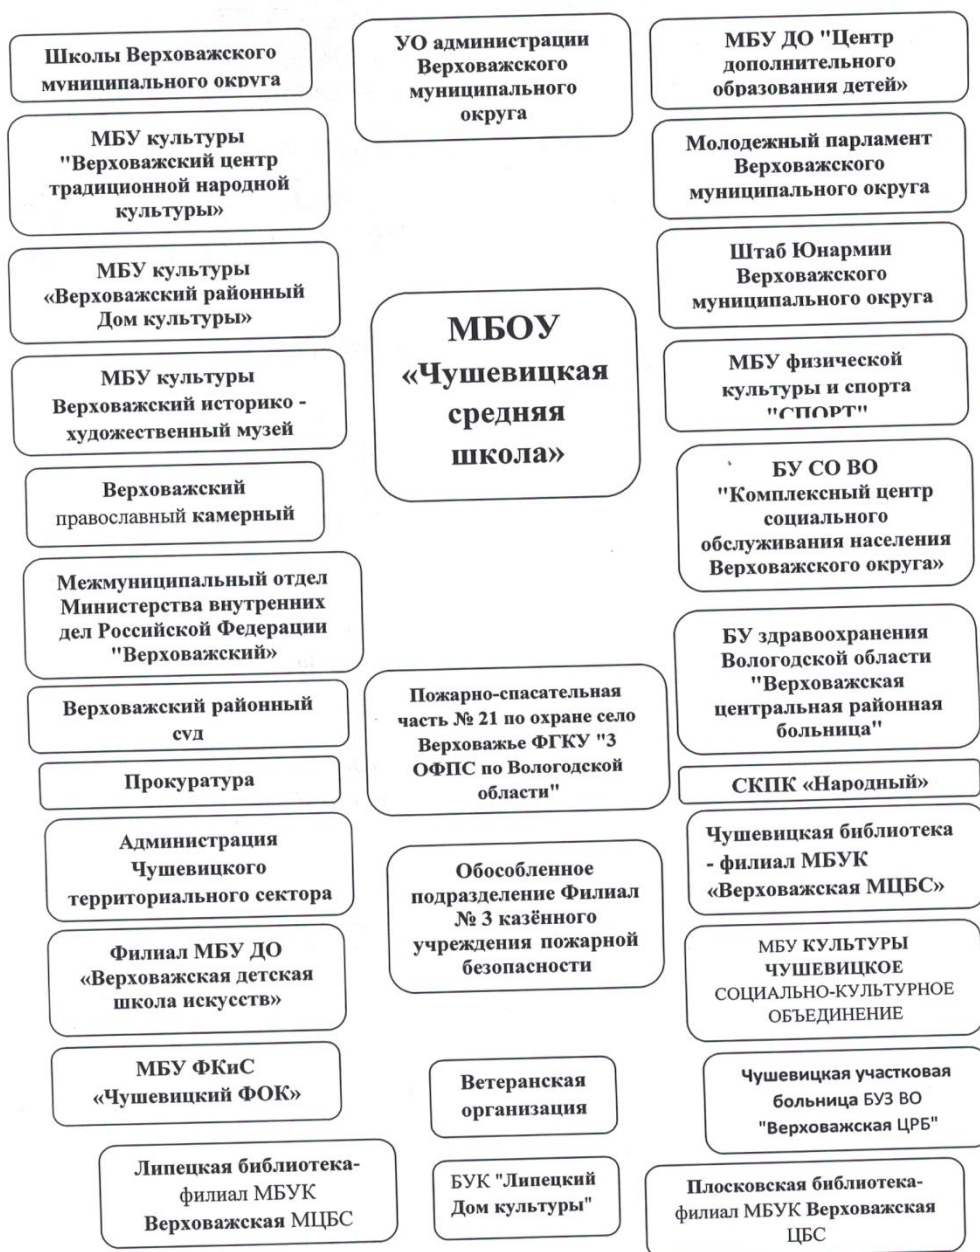 Школы Верховажского
муниципального округа
УО администрации
Верховажского
муниципального
округа
МБУ ДО "Центр
дополнительного
образования детей»
МБУ культуры
"Верховажский центр
традиционной народной
культуры»
Молодежный парламент
Верховажского
муниципального округа
МБУ культуры
«Верховажский районный
Дом культуры»
Штаб Юнармии
Верховажского
муниципального округа
МБОУ
«Чушевицкая
средняя
школа»
МБУ культуры
Верховажский историко -
художественный музей
МБУ физической
культуры и спорта
"СПОРТ"
Верховажский
православный камерный
БУ СО ВО
"Комплексный центр
социального
обслуживания населения
Верховажского округа»
Межмуниципальный отдел
Министерства внутренних
дел Российской Федерации
"Верховажский»
БУ здравоохранения
Вологодской области
"Верховажская
центральная районная
больница"
Верховажский районный
суд
Пожарно-спасательная
часть № 21 по охране село
Верховажье ФГКУ "3
ОФПС по Вологодской
области"
Прокуратура
СКПК «Народный»
Администрация
Чушевицкого
территориального сектора
Обособленное
подразделение Филиал
№ 3 казённого
учреждения пожарной
безопасности
Чушевицкая библиотека
- филиал МБУК
«Верховажская МЦБС»
Филиал МБУ ДО
«Верховажская детская
школа искусств»
МБУ КУЛЬТУРЫ
ЧУШЕВИЦКОЕ
СОЦИАЛЬНО-КУЛЬТУРНОЕ
ОБЪЕДИНЕНИЕ
МБУ ФКиС
«Чушевицкий ФОК»
Ветеранская
организация
Чушевицкая участковая
больница БУЗ ВО
"Верховажская ЦРБ"
Липецкая библиотека-
филиал МБУК
Верховажская МЦБС
БУК "Липецкий
Дом культуры"
Плосковская библиотека-
филиал МБУК Верховажская
ЦБС